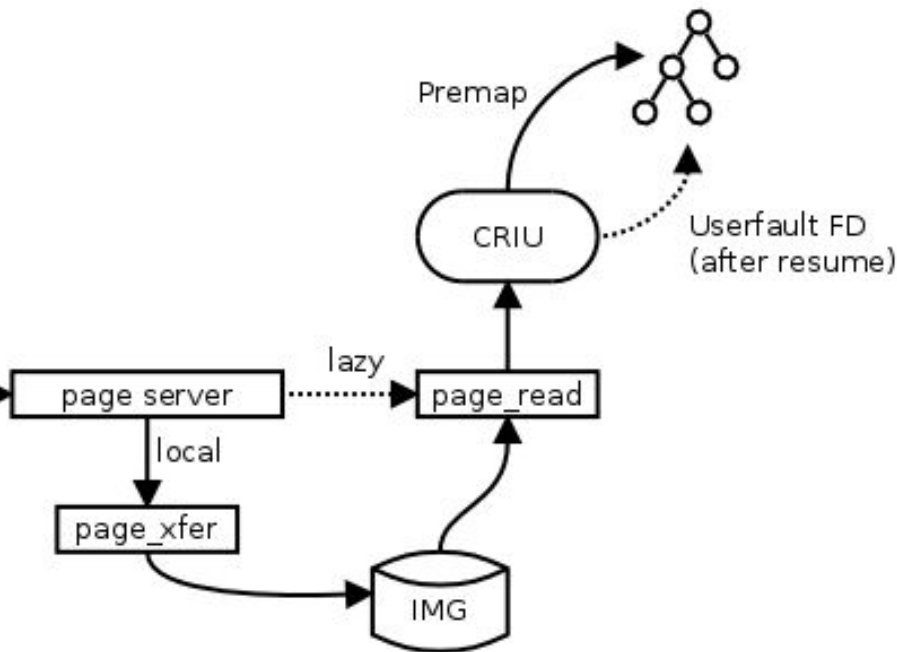 Premap
CRIU
Userfault FD
(after resume)
lazy
page server
page_read
local
page_xfer
IMG